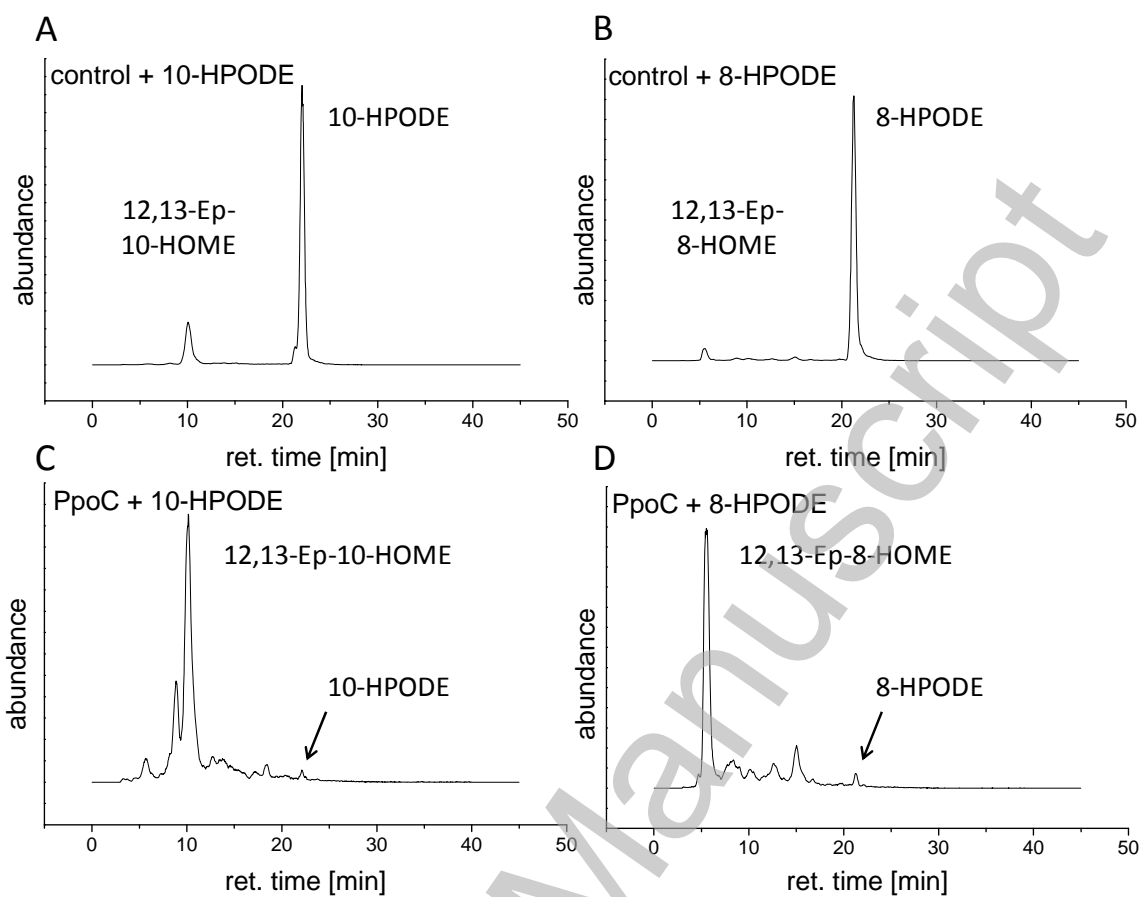 A
control + 10-HPODE
10-HPODE
12,13-Ep-
10-HOME
abundance
0 10 20 30 40 50
ret. time [min]
B
control + 8-HPODE
8-HPODE
12,13-Ep-
8-HOME
abundance
0 10 20 30 40 50
ret. time [min]
C
PpoC + 10-HPODE
12,13-Ep-10-HOME
10-HPODE
abundance
0 10 20 30 40 50
ret. time [min]
D
PpoC + 8-HPODE
12,13-Ep-8-HOME
8-HPODE
abundance
0 10 20 30 40 50
ret. time [min]
Manuscript